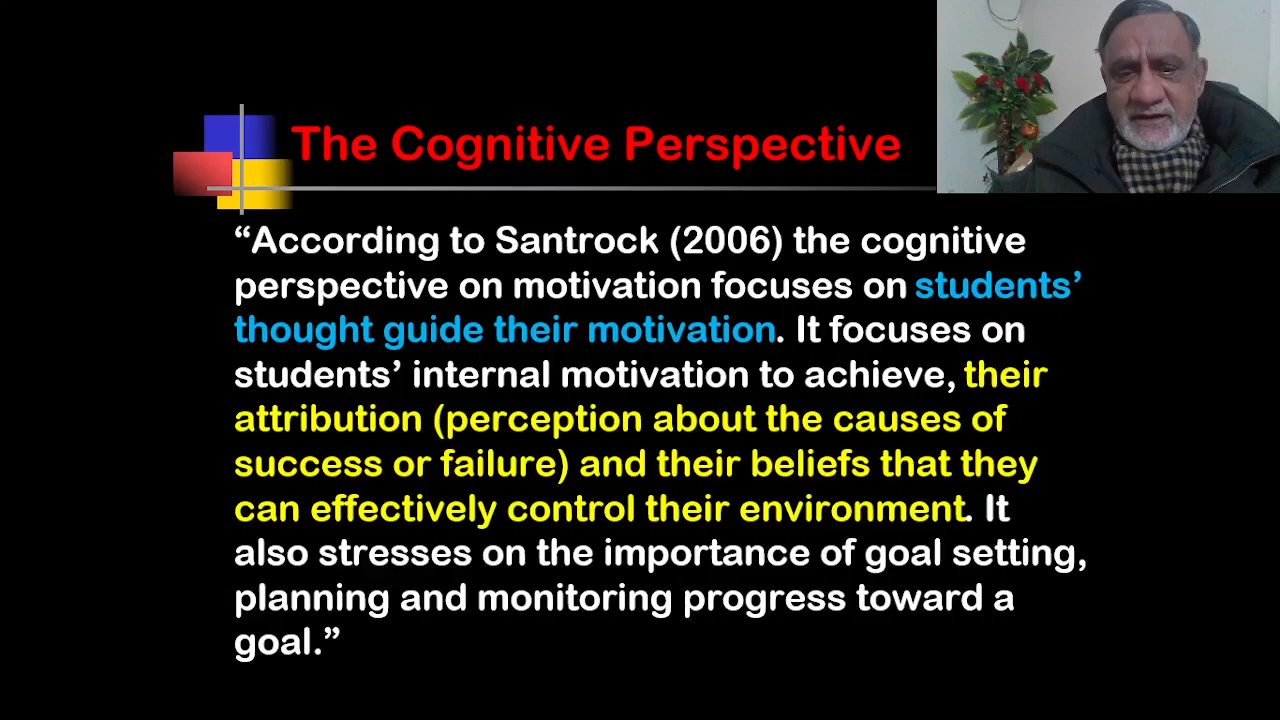 The Cognitive Perspective
“According to Santrock (2006) the cognitive
perspective on motivation focuses on students’
thought guide their motivation. It focuses on
students’ internal motivation to achieve, their
attribution (perception about the causes of
success or failure) and their beliefs that they
can effectively control their environment. It
also stresses on the importance of goal setting,
planning and monitoring progress toward a
goal.”